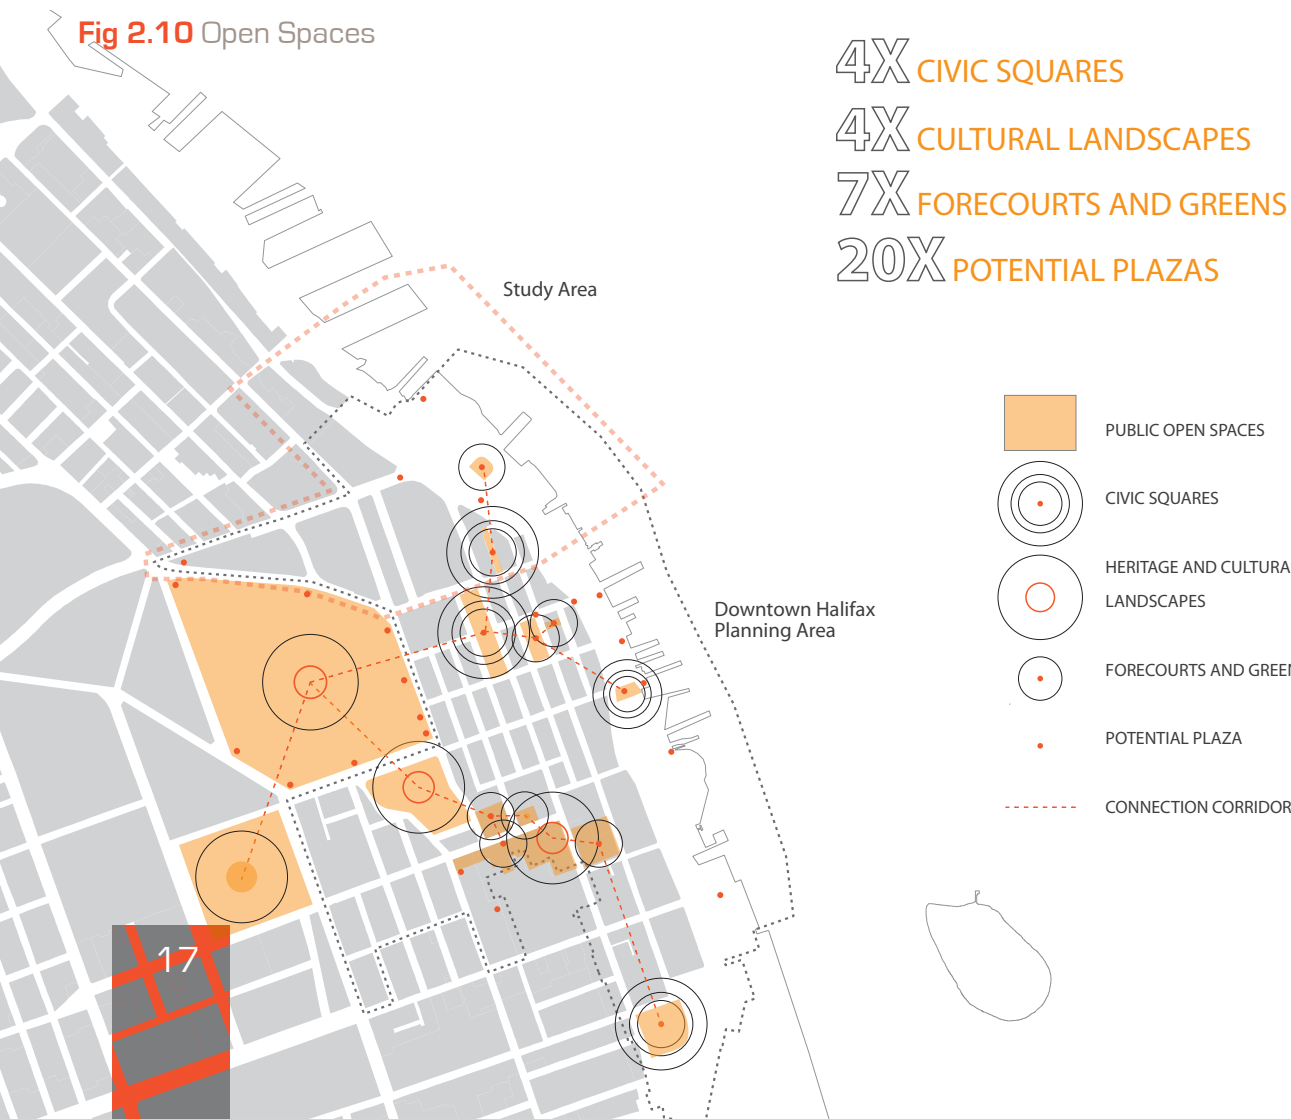 Fig 2.10 Open Spaces
4X CIVIC SQUARES
4X CULTURAL LANDSCAPES
7X FORECOURTS AND GREENS
20X POTENTIAL PLAZAS
Study Area
Downtown Halifax
Planning Area
PUBLIC OPEN SPACES
CIVIC SQUARES
HERITAGE AND CULTURA
LANDSCAPES
FORECOURTS AND GREEN
POTENTIAL PLAZA
CONNECTION CORRIDOR
17